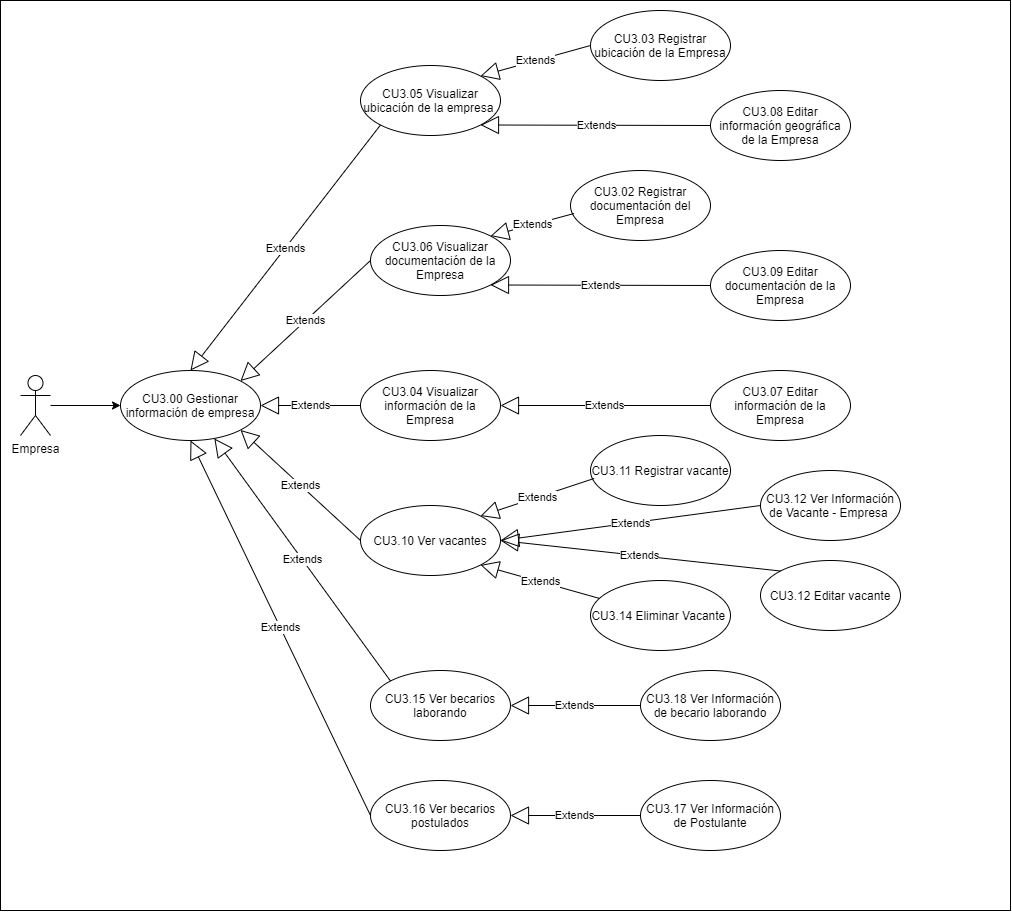 CU3.03 Registrar
ubicación de la Empresa
Extends
CU3.05 Visualizar
ubicación de la empresa
CU3.08 Editar
información geográfica
de la Empresa
Extends
CU3.02 Registrar
documentación del
Empresa
Extends
Extends
CU3.06 Visualizar
documentación de la
Empresa
CU3.09 Editar
documentación de la
Empresa
Extends
Extends
CU3.00 Gestionar
información de empresa
Extends
CU3.04 Visualizar
información de la
Empresa
Extends
CU3.07 Editar
información de la
Empresa
Empresa
CU3.11 Registrar vacante
Extends
Extends
CU3.12 Ver Información
de Vacante - Empresa
Extends
CU3.10 Ver vacantes
Extends
Extends
Extends
CU3.12 Editar vacante
CU3.14 Eliminar Vacante
Extends
CU3.15 Ver becarios
laborando
Extends
CU3.18 Ver Información
de becario laborando
CU3.16 Ver becarios
postulados
Extends
CU3.17 Ver Información
de Postulante